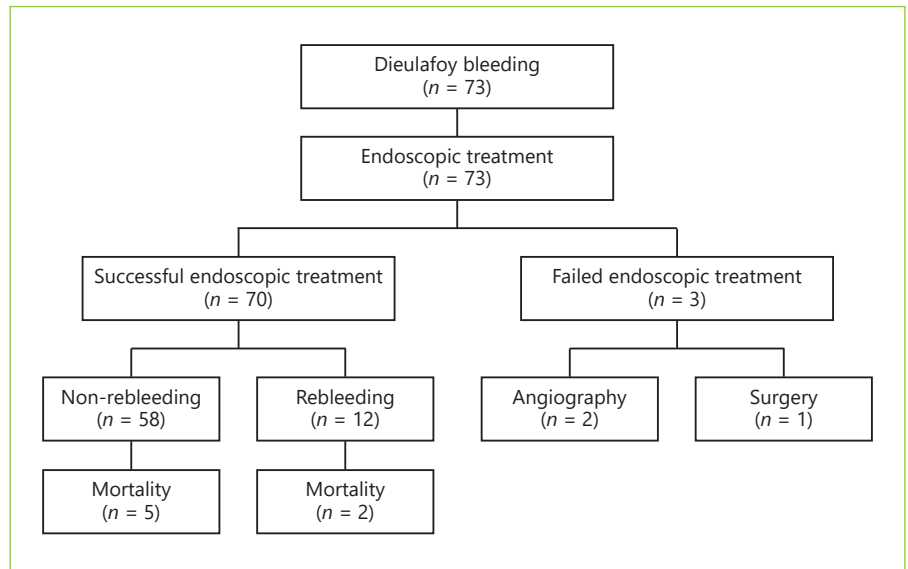 Dieulafoy bleeding
(n = 73)
Endoscopic treatment
(n = 73)
Successful endoscopic treatment
(n = 70)
Failed endoscopic treatment
(n = 3)
Non-rebleeding
(n = 58)
Rebleeding
(n = 12)
Angiography
(n = 2)
Surgery
(n = 1)
Mortality
(n = 5)
Mortality
(n = 2)